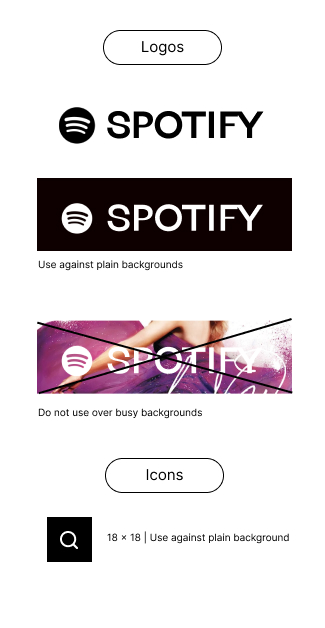 Logos
SPOTIFY
SPOTIFY
Use against plain backgrounds
SPOTIFY
Do not use over busy backgrounds
Icons
18 × 18 | Use against plain background